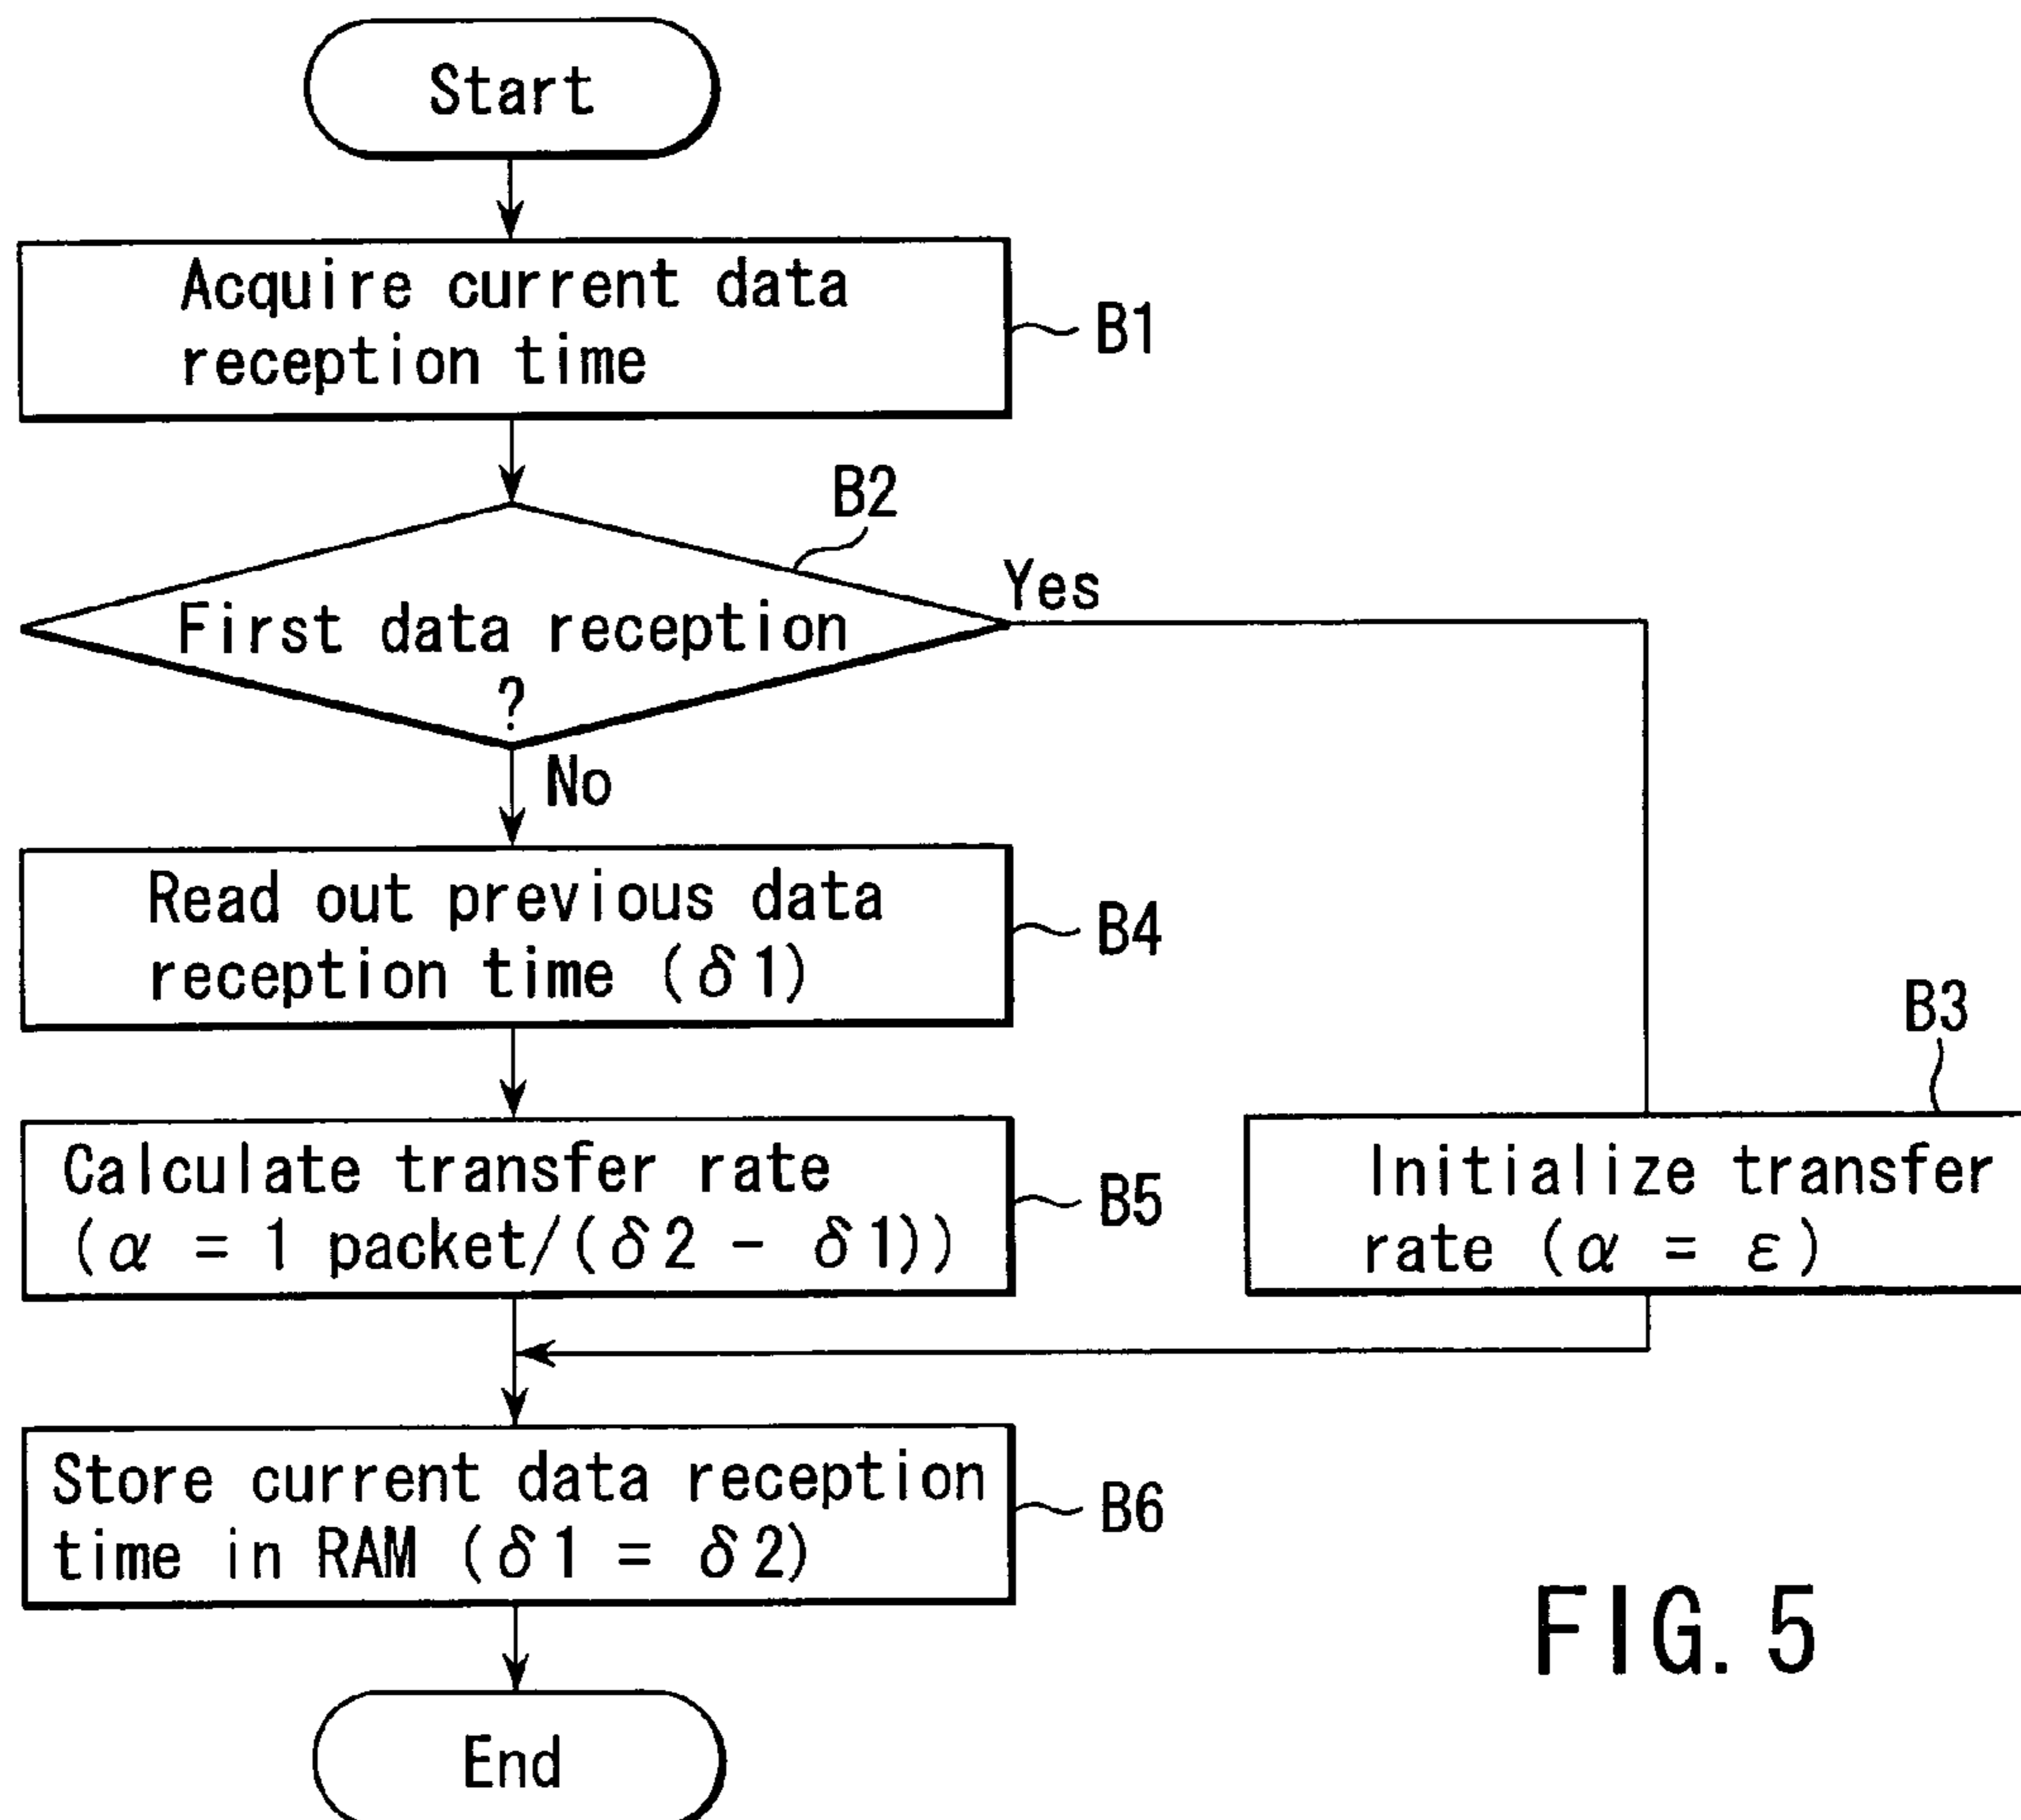 Start
Acquire current data
reception time
B1
B2
First data reception
?
Yes
No
Read out previous data
reception time (δ1)
B4
B3
Calculate transfer rate
(α = 1 packet/(δ2 - δ1))
B5
Initialize transfer
rate (α = ε)
Store current data reception
time in RAM (δ1 = δ2)
B6
End
FIG. 5